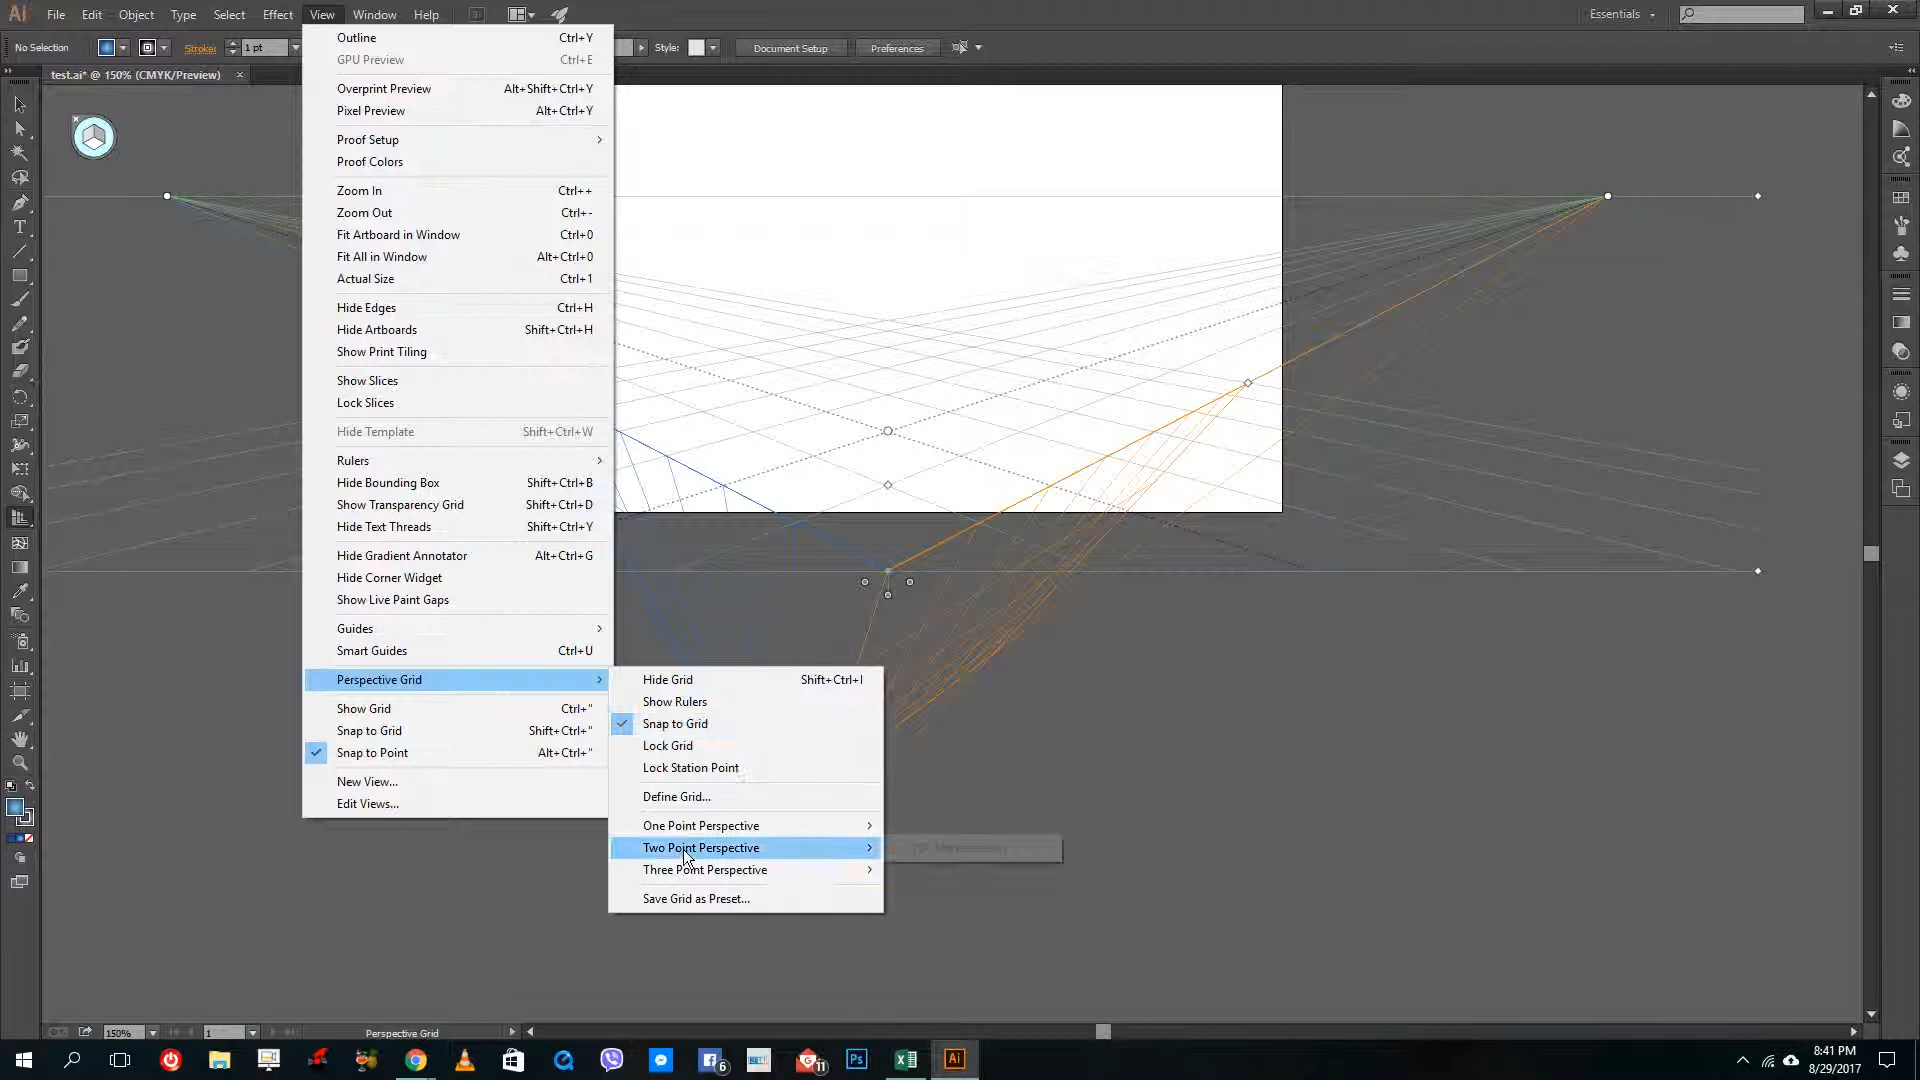 Ai File Edit Object Type Select Effect View Window Help Essentials
No Selection Stroke: 1 pt Style: Document Setup Preferences
test.ai* @ 150% (CMYK/Preview)
Outline Ctrl+Y
GPU Preview Ctrl+E
Overprint Preview Alt+Shift+Ctrl+Y
Pixel Preview Alt+Ctrl+Y
Proof Setup
Proof Colors
Zoom In Ctrl++
Zoom Out Ctrl+-
Fit Artboard in Window Ctrl+0
Fit All in Window Alt+Ctrl+0
Actual Size Ctrl+1
Hide Edges Ctrl+H
Hide Artboards Shift+Ctrl+H
Show Print Tiling
Show Slices
Lock Slices
Hide Template Shift+Ctrl+W
Rulers
Hide Bounding Box Shift+Ctrl+B
Show Transparency Grid Shift+Ctrl+D
Hide Text Threads Shift+Ctrl+Y
Hide Gradient Annotator Alt+Ctrl+G
Hide Corner Widget
Show Live Paint Gaps
Guides
Smart Guides Ctrl+U
Perspective Grid
Show Grid Ctrl+"
Snap to Grid Shift+Ctrl+"
Snap to Point Alt+Ctrl+"
New View...
Edit Views...
Hide Grid Shift+Ctrl+I
Show Rulers
Snap to Grid
Lock Grid
Lock Station Point
Define Grid...
One Point Perspective
Two Point Perspective
Three Point Perspective
Save Grid as Preset...
150% 1 Perspective Grid
6 11 Ps Ai
8:41 PM
8/29/2017